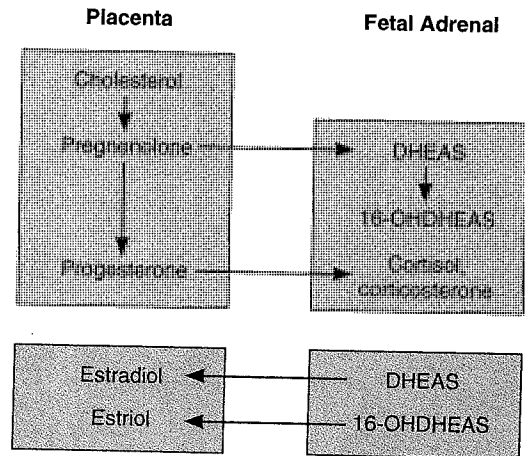 Placenta
Fetal Adrenal
Cholesterol
Pregnenolone
Progesterone
DHEAS
16-OHDHEAS
Cortisol,
corticosterone
Estradiol
Estriol
DHEAS
16-OHDHEAS